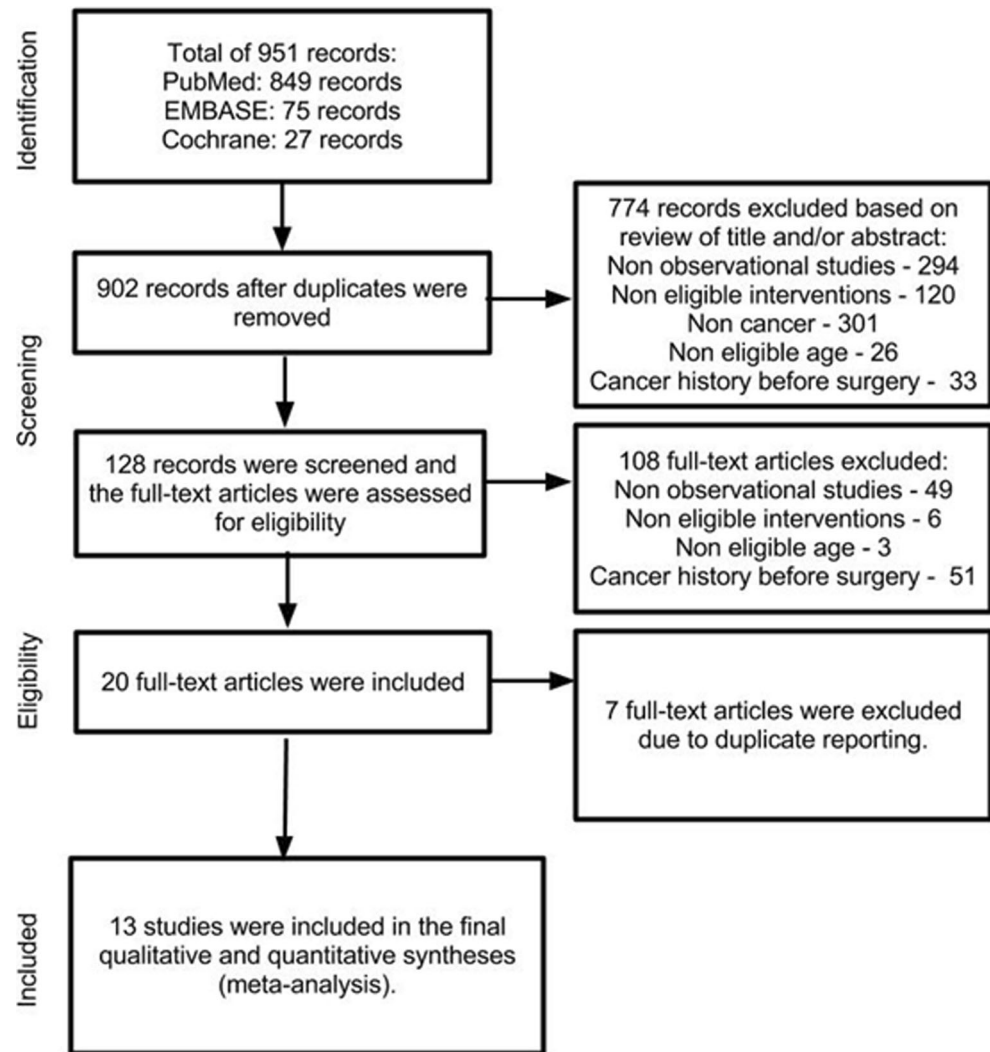 Identification
Total of 951 records:
PubMed: 849 records
EMBASE: 75 records
Cochrane: 27 records
Screening
902 records after duplicates were
removed
774 records excluded based on
review of title and/or abstract:
Non observational studies - 294
Non eligible interventions - 120
Non cancer - 301
Non eligible age - 26
Cancer history before surgery - 33
128 records were screened and
the full-text articles were assessed
for eligibility
108 full-text articles excluded:
Non observational studies - 49
Non eligible interventions - 6
Non eligible age - 3
Cancer history before surgery - 51
Eligibility
20 full-text articles were included
7 full-text articles were excluded
due to duplicate reporting.
Included
13 studies were included in the final
qualitative and quantitative syntheses
(meta-analysis).